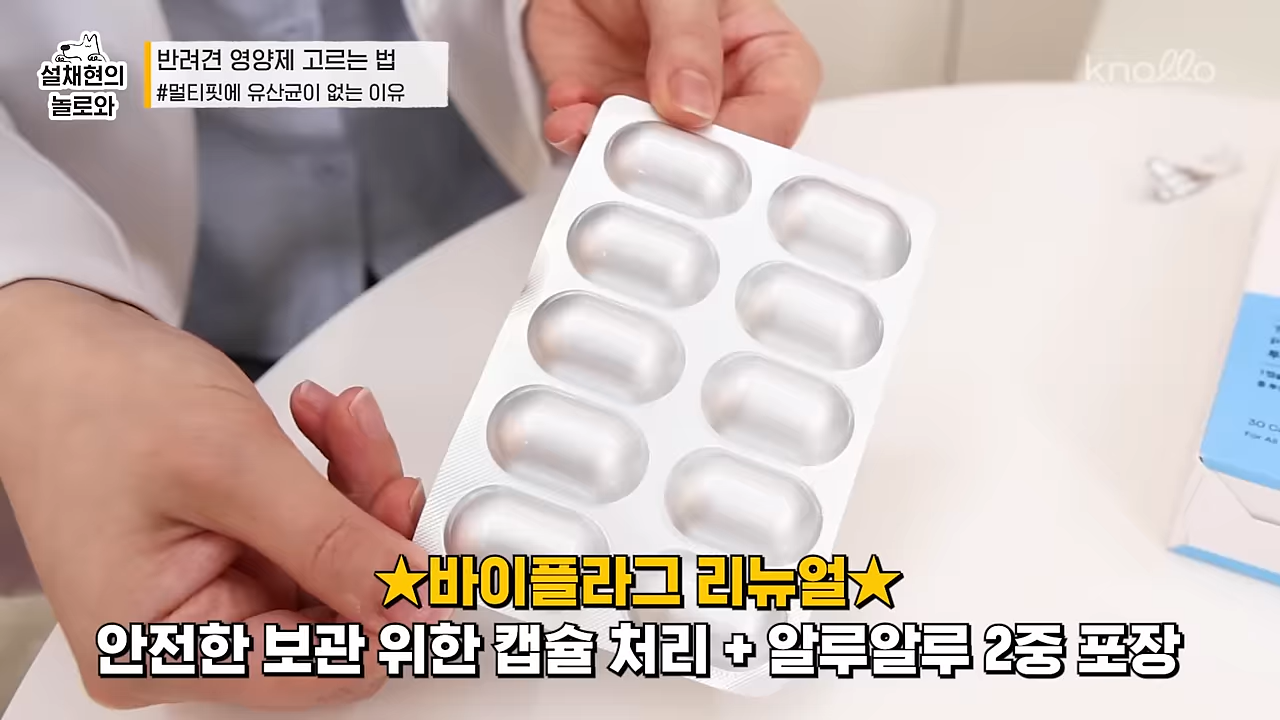 설채현의
놀로와
반려견 영양제 고르는 법
#멀티핏에 유산균이 없는 이유
knollo
30 C
For All
★바이플라그 리뉴얼★
안전한 보관 위한 캡슐 처리 + 알루알루 2중 포장